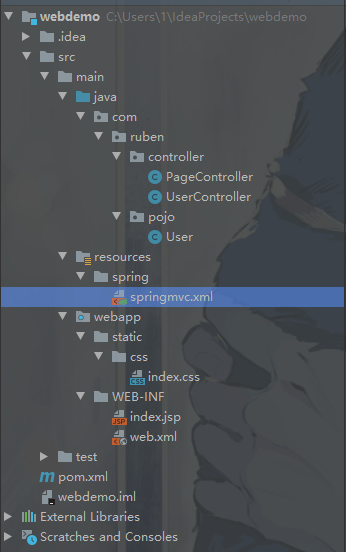 webdemo C:\Users\1\IdeaProjects\webdemo
.idea
src
main
java
com
ruben
controller
PageController
UserController
pojo
User
resources
spring
springmvc.xml
webapp
static
css
index.css
WEB-INF
index.jsp
web.xml
test
pom.xml
webdemo.iml
External Libraries
Scratches and Consoles